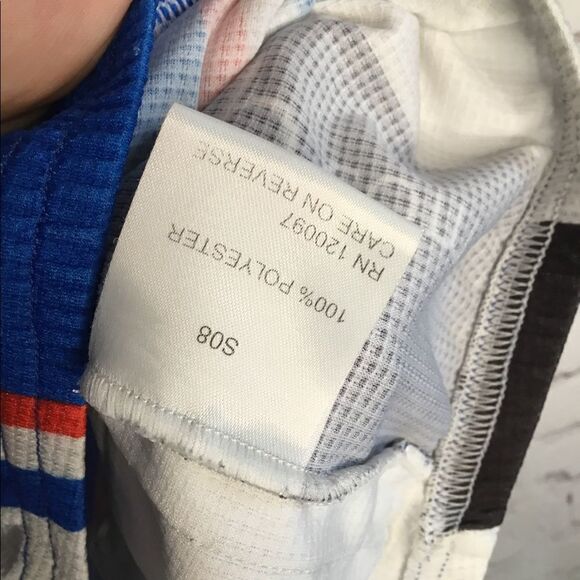 S08
100% POLYESTER
RN 120097
CARE ON REVERSE